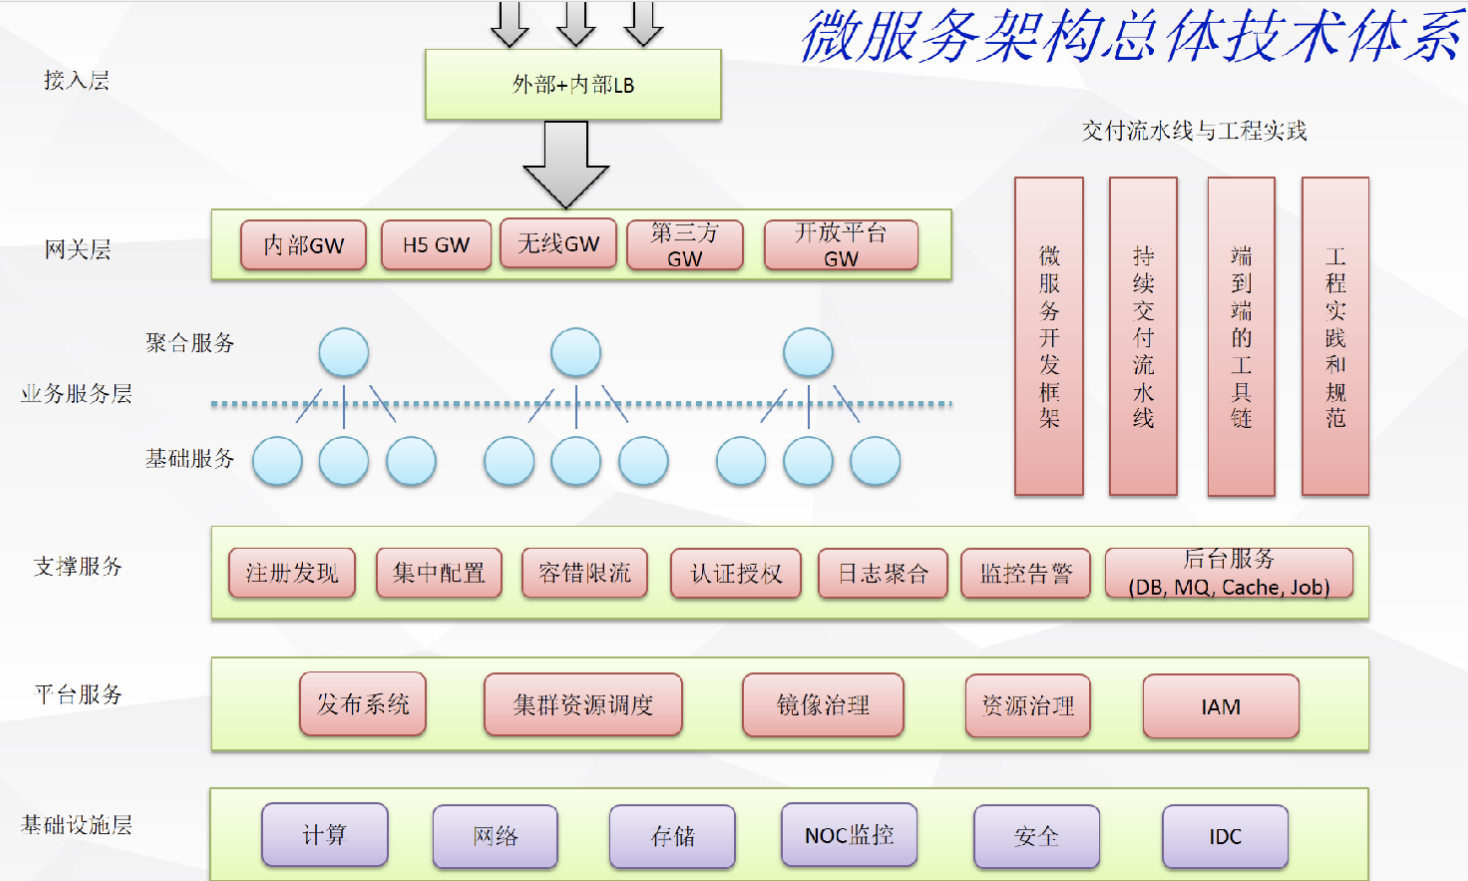 微服务架构总体技术体系
接入层
外部+内部LB
交付流水线与工程实践
网关层
内部GW
H5 GW
无线GW
第三方
GW
开放平台
GW
微服务开发框架
持续交付流水线
端到端的工具链
工程实践和规范
聚合服务
业务服务层
基础服务
支撑服务
注册发现
集中配置
容错限流
认证授权
日志聚合
监控告警
后台服务
(DB, MQ, Cache, Job)
平台服务
发布系统
集群资源调度
镜像治理
资源治理
IAM
基础设施层
计算
网络
存储
NOC监控
安全
IDC